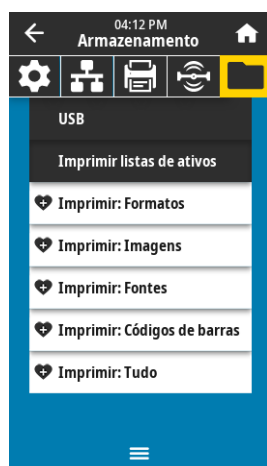 04:12 PM
Armazenamento
USB
Imprimir listas de ativos
Imprimir: Formatos
Imprimir: Imagens
Imprimir: Fontes
Imprimir: Códigos de barras
Imprimir: Tudo